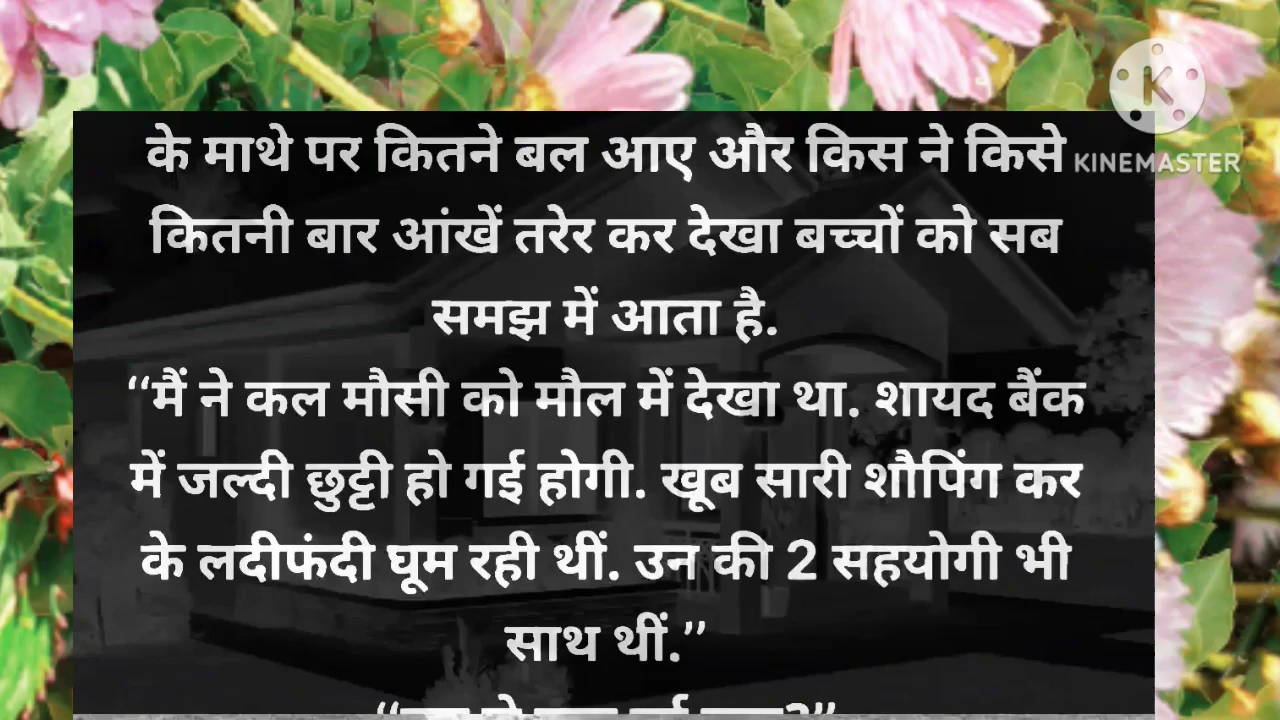 के माथे पर कितने बल आए और किस ने किसे
कितनी बार आंखें तरेर कर देखा बच्चों को सब
समझ में आता है.
‘‘मैं ने कल मौसी को मौल में देखा था. शायद बैंक
में जल्दी छुट्टी हो गई होगी. खूब सारी शौपिंग कर
के लदीफंदी घूम रही थीं. उन की 2 सहयोगी भी
साथ थीं.’’
K
KINEMASTER